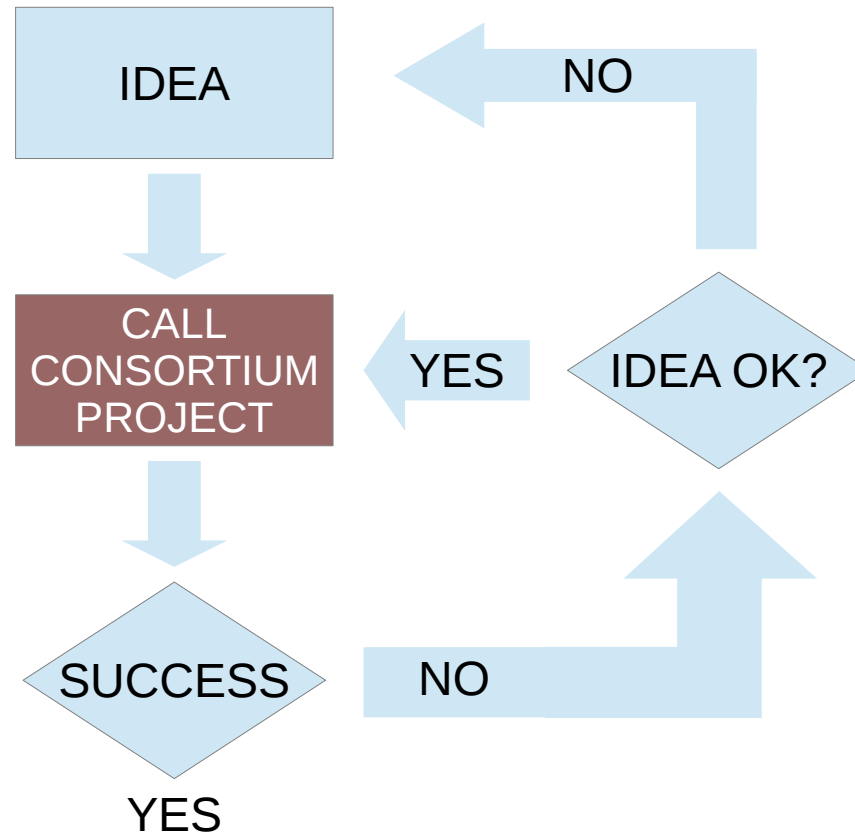 IDEA
NO
CALL
CONSORTIUM
PROJECT
YES
IDEA OK?
SUCCESS
NO
YES